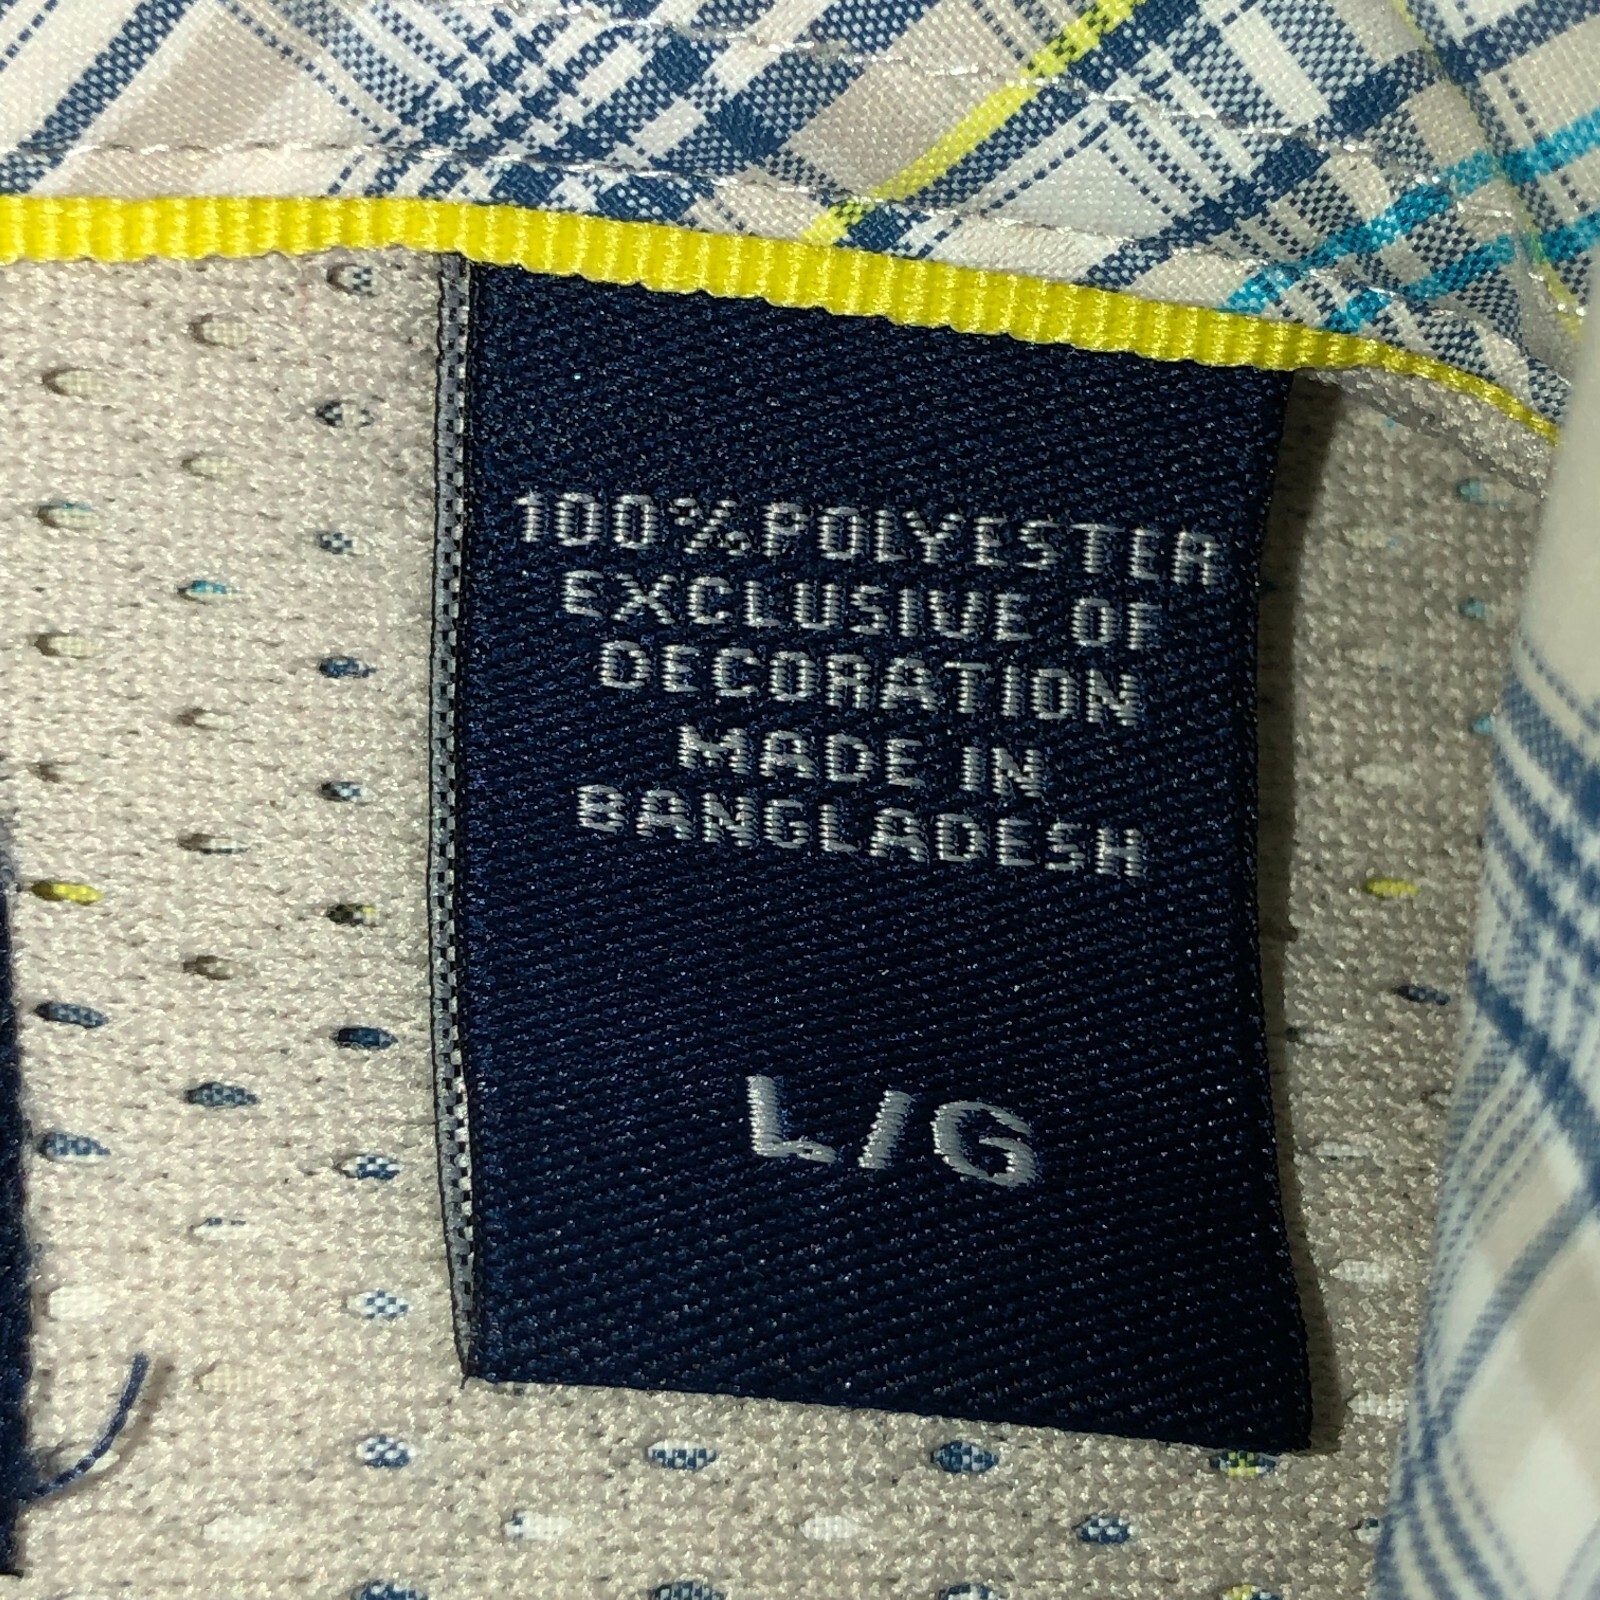 100% POLYESTER
EXCLUSIVE OF
DECORATION
MADE IN
BANGLADESH
L/G